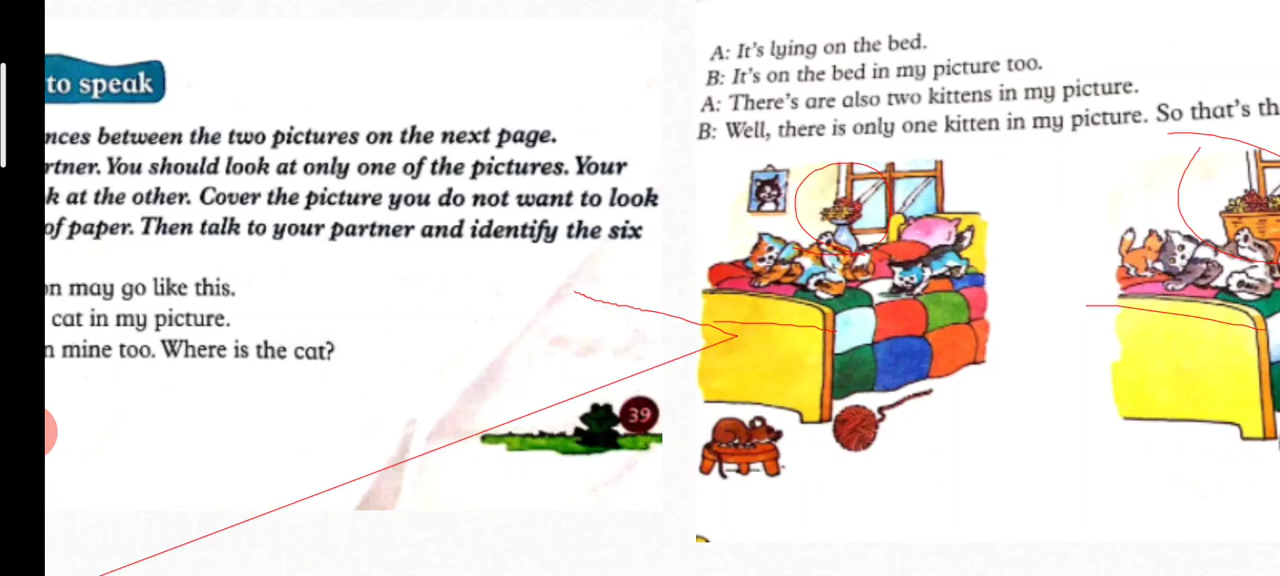 to speak
nces between the two pictures on the next page.
rtner. You should look at only one of the pictures. Your
k at the other. Cover the picture you do not want to look
of paper. Then talk to your partner and identify the six
on may go like this.
cat in my picture.
n mine too. Where is the cat?
39
A: It's lying on the bed.
B: It's on the bed in my picture too.
A: There's are also two kittens in my picture.
B: Well, there is only one kitten in my picture. So that's th